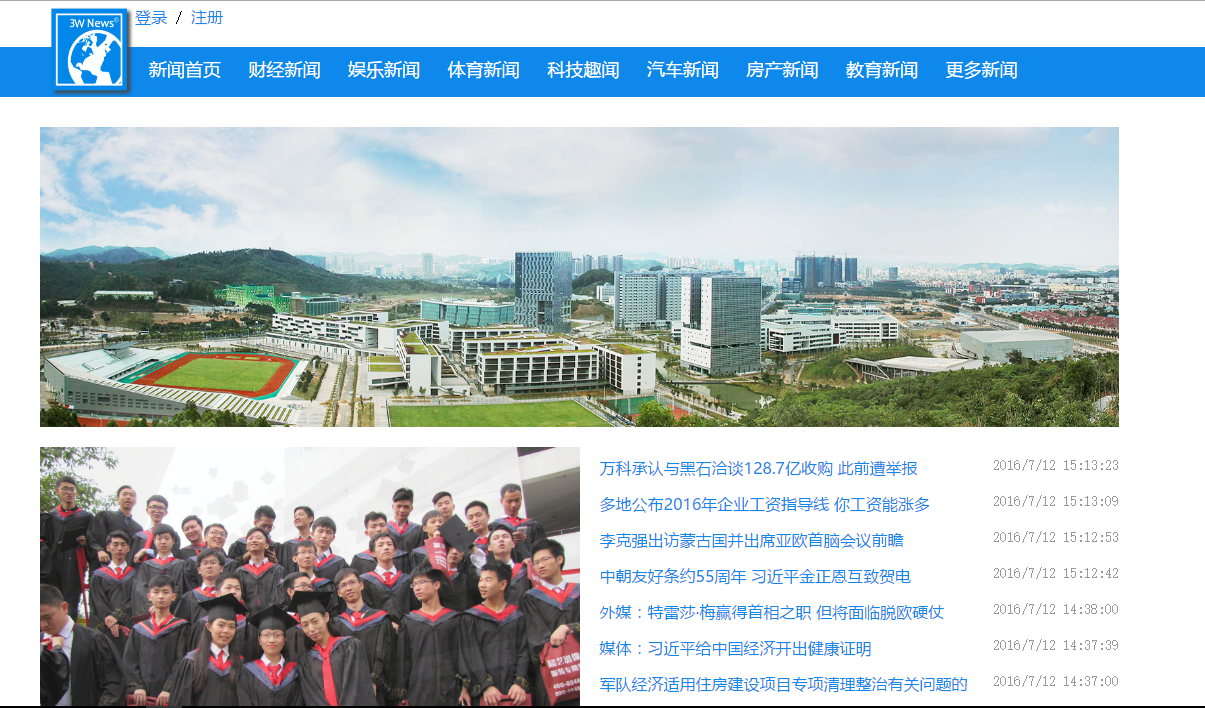 3W News®
登录 / 注册
新闻首页 财经新闻 娱乐新闻 体育新闻 科技趣闻 汽车新闻 房产新闻 教育新闻 更多新闻
万科承认与黑石洽谈128.7亿收购 此前遭举报 2016/7/12 15:13:23
多地公布2016年企业工资指导线 你工资能涨多 2016/7/12 15:13:09
李克强出访蒙古国并出席亚欧首脑会议前瞻 2016/7/12 15:12:53
中朝友好条约55周年 习近平金正恩互致贺电 2016/7/12 15:12:42
外媒：特雷莎·梅赢得首相之职 但将面临脱欧硬仗 2016/7/12 14:38:00
媒体：习近平给中国经济开出健康证明 2016/7/12 14:37:39
军队经济适用住房建设项目专项清理整治有关问题的 2016/7/12 14:37:00